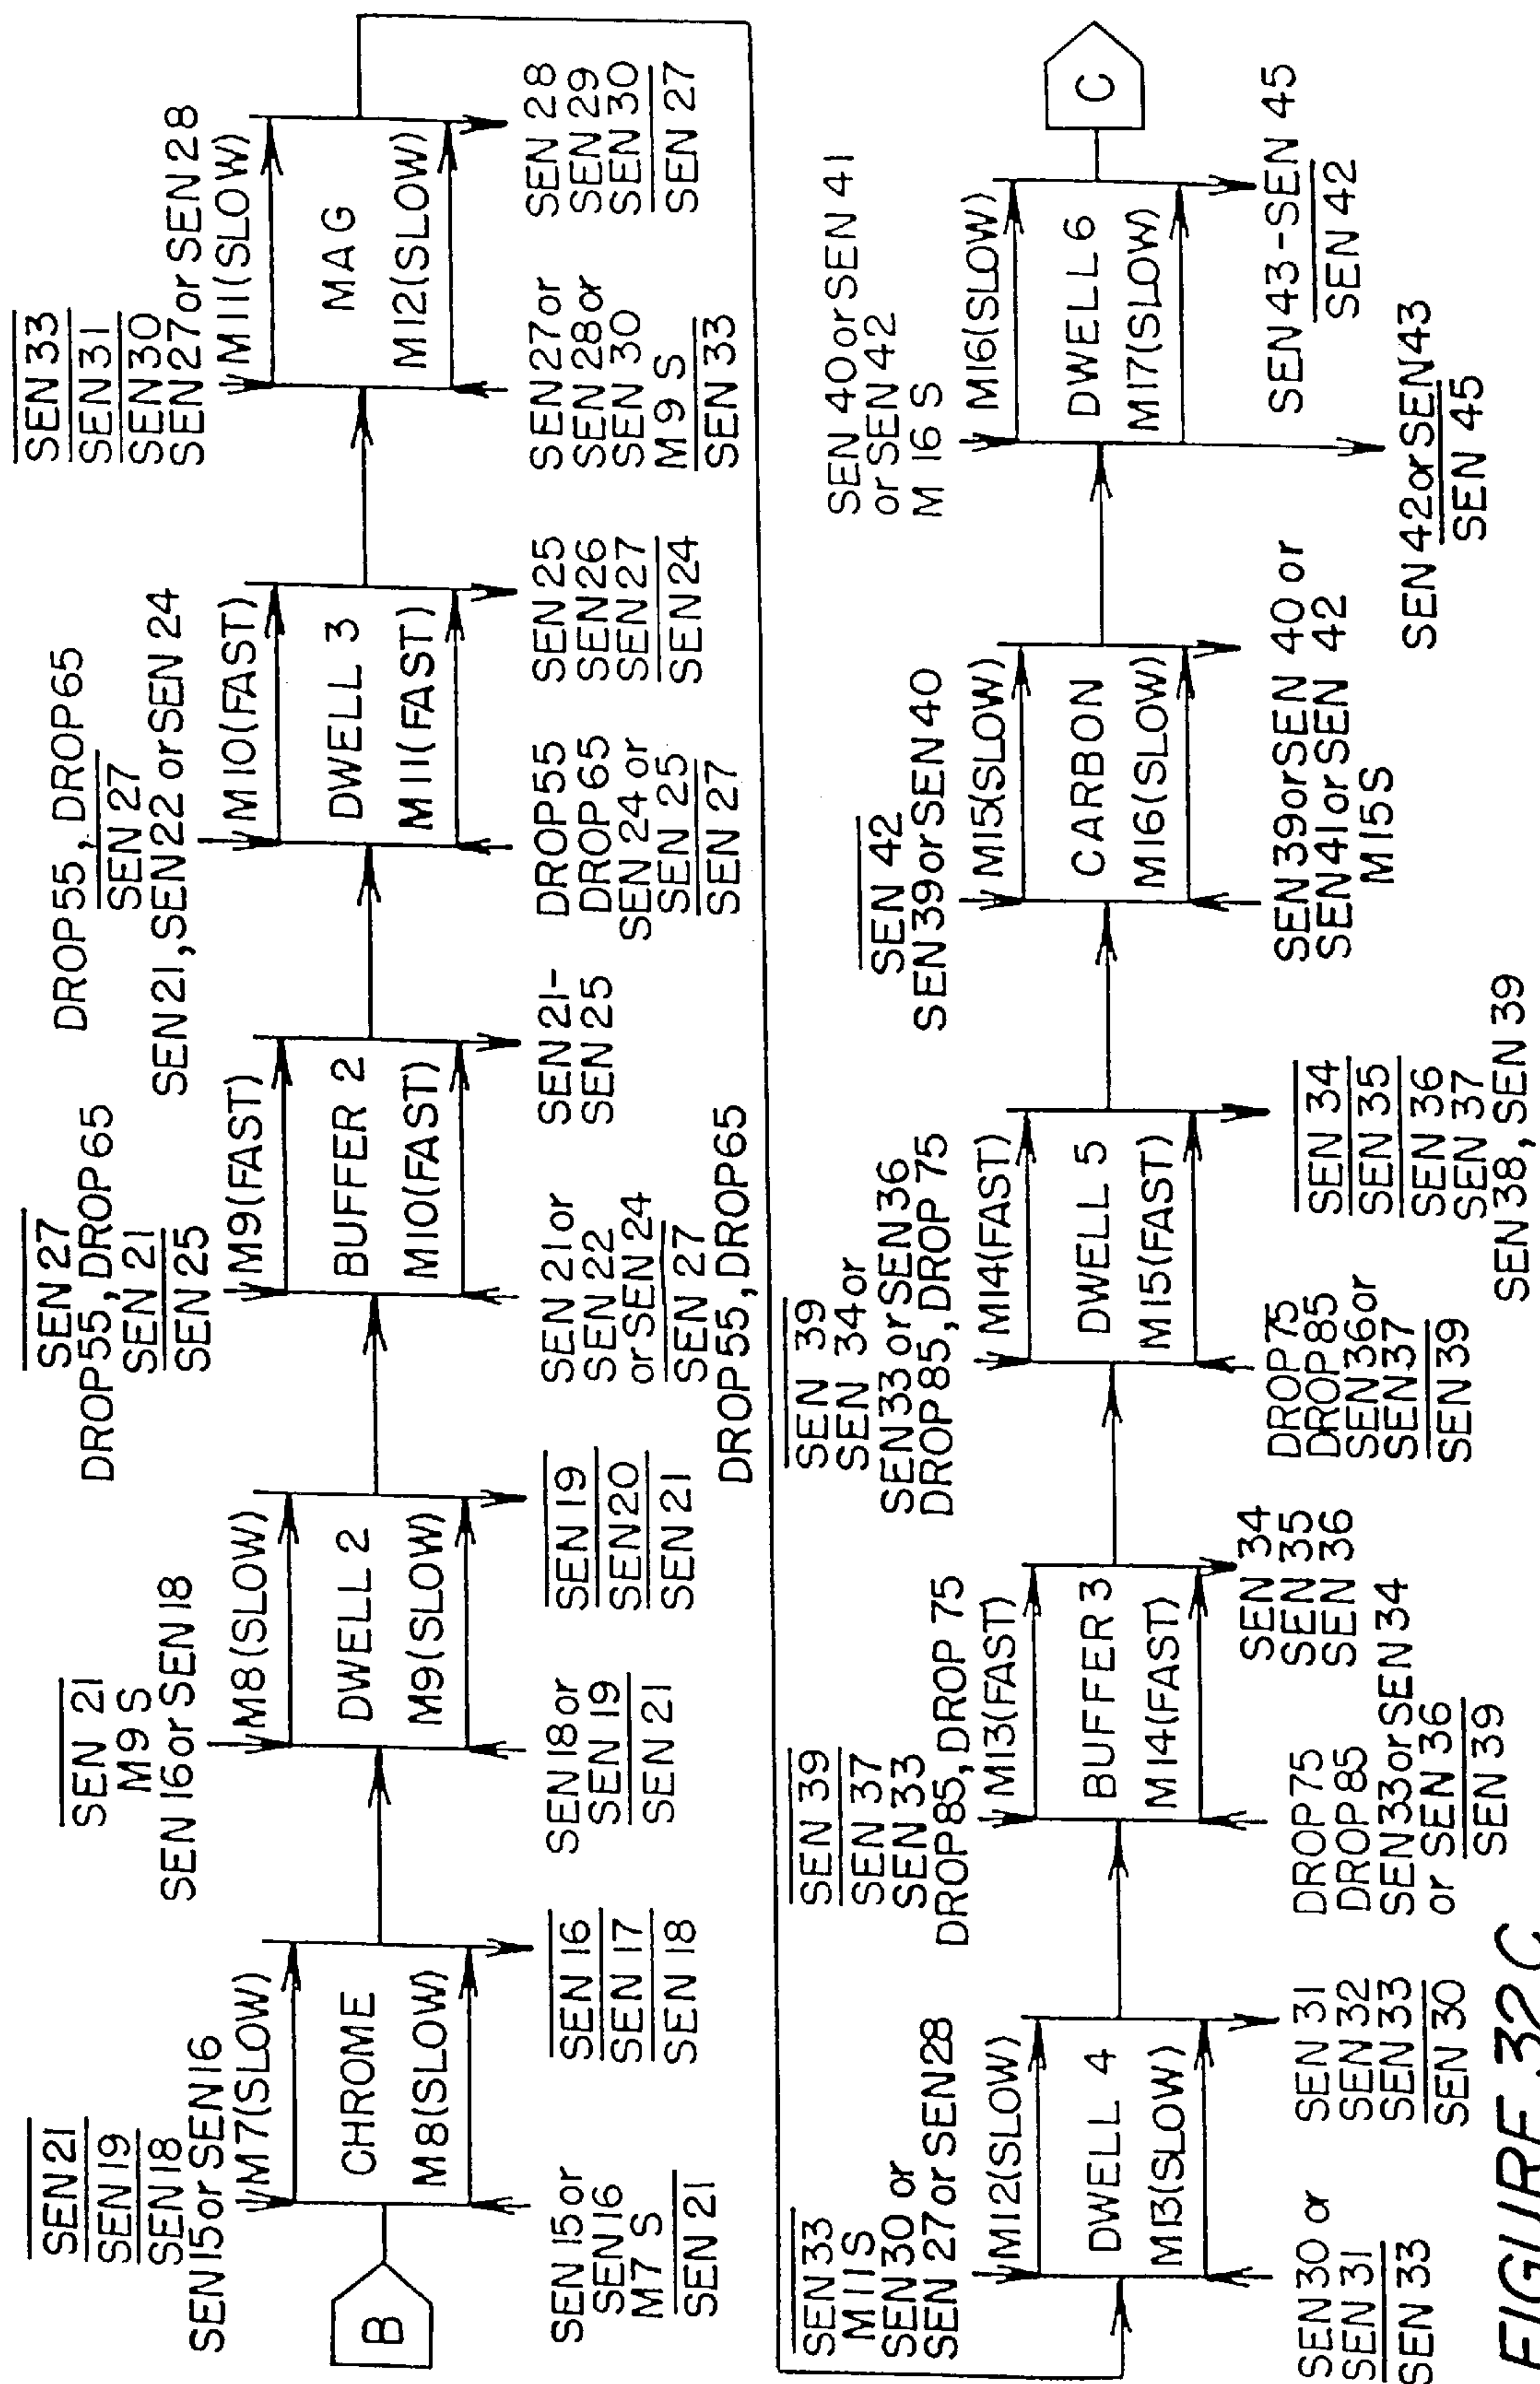 B
SEN 21
SEN 19
SEN 18
SEN 15 or SEN 16
M7(SLOW)
CHROME
M8(SLOW)
SEN 15 or
SEN 16
M7 S
SEN 21
SEN 16
SEN 17
SEN 18
SEN 21
M9 S
SEN 16 or SEN 18
M8(SLOW)
DWELL 2
M9(SLOW)
SEN 18 or
SEN 19
SEN 21
SEN 19
SEN 20
SEN 21
SEN 27
DROP 55, DROP 65
SEN 21
SEN 25
M9(FAST)
BUFFER 2
M10(FAST)
SEN 21 or
SEN 22
or SEN 24
SEN 27
DROP 55, DROP 65
SEN 21-
SEN 25
DROP 55, DROP 65
SEN 27
SEN 21, SEN 22 or SEN 24
M10(FAST)
DWELL 3
M11(FAST)
DROP 55
DROP 65
SEN 24 or
SEN 25
SEN 27
SEN 25
SEN 26
SEN 27
SEN 24
SEN 33
SEN 31
SEN 30
SEN 27 or SEN 28
M11(SLOW)
MAG
M12(SLOW)
SEN 27 or
SEN 28 or
SEN 30
M9 S
SEN 33
SEN 28
SEN 29
SEN 30
SEN 27
SEN 33
M11S
SEN 30 or
SEN 27 or SEN 28
M12(SLOW)
DWELL 4
M13(SLOW)
SEN 30 or
SEN 31
SEN 33
SEN 31
SEN 32
SEN 33
SEN 30
SEN 39
SEN 37
SEN 33
DROP 85, DROP 75
M13(FAST)
BUFFER 3
M14(FAST)
DROP 75
DROP 85
SEN 33 or SEN 34
or SEN 36
SEN 39
SEN 34
SEN 35
SEN 36
SEN 39
SEN 34 or
SEN 33 or SEN 36
DROP 85, DROP 75
M14(FAST)
DWELL 5
M15(FAST)
DROP 75
DROP 85
SEN 36 or
SEN 37
SEN 39
SEN 34
SEN 35
SEN 36
SEN 37
SEN 38, SEN 39
SEN 42
SEN 39 or SEN 40
M15(SLOW)
CARBON
M16(SLOW)
SEN 39 or SEN 40 or
SEN 41 or SEN 42
M15S
SEN 40 or SEN 41
or SEN 42
M 16 S
M16(SLOW)
DWELL 6
M17(SLOW)
SEN 42 or SEN 43
SEN 45
SEN 43-SEN 45
SEN 42
C
FIGURE 32C